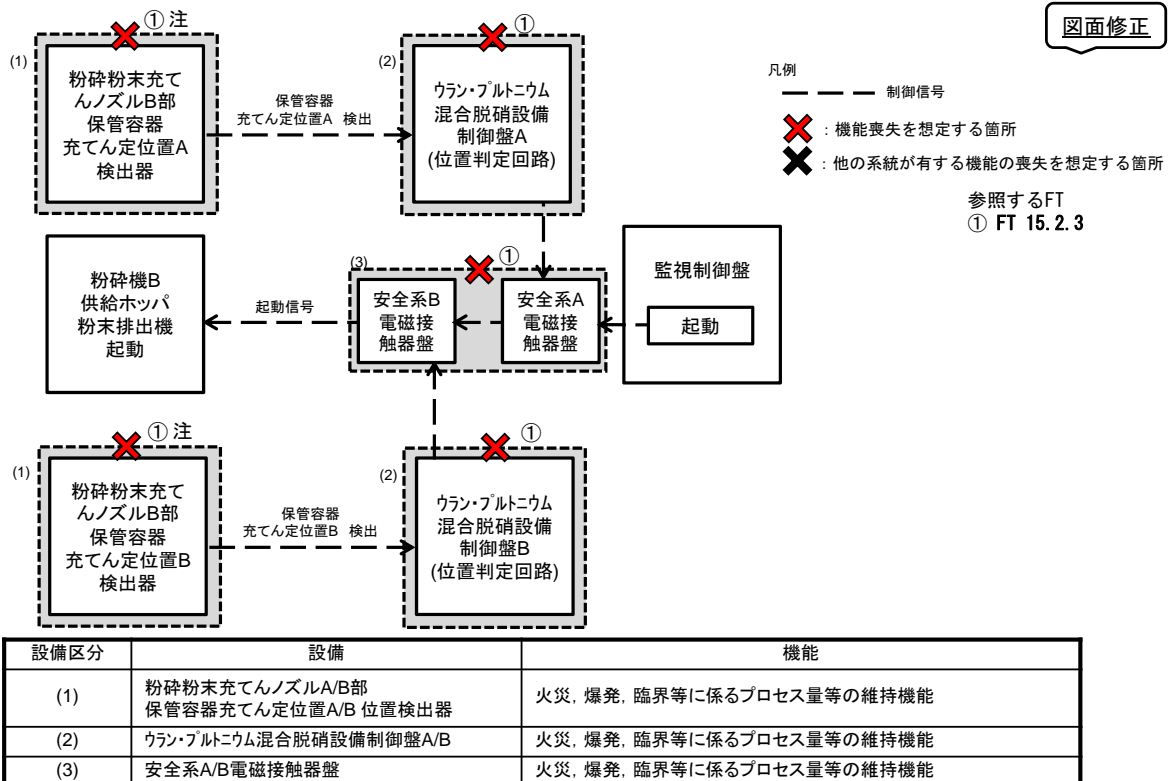 図面修正
① 注
(1)
粉砕粉末充て
んノズルB部
保管容器
充てん定位置A
検出器
保管容器
充てん定位置A 検出
①
(2)
ウラン・プルトニウム
混合脱硝設備
制御盤A
(位置判定回路)
凡例
制御信号
：機能喪失を想定する箇所
：他の系統が有する機能の喪失を想定する箇所
参照するFT
① FT 15.2.3
粉砕機B
供給ホッパ
粉末排出機
起動
起動信号
(3)
①
安全系B
電磁接
触器盤
安全系A
電磁接
触器盤
監視制御盤
起動
① 注
(1)
粉砕粉末充て
んノズルB部
保管容器
充てん定位置B
検出器
保管容器
充てん定位置B 検出
①
(2)
ウラン・プルトニウム
混合脱硝設備
制御盤B
(位置判定回路)
設備区分 設備 機能
(1) 粉砕粉末充てんノズルA/B部 火災，爆発，臨界等に係るプロセス量等の維持機能
保管容器充てん定位置A/B 位置検出器
(2) ウラン・プルトニウム混合脱硝設備制御盤A/B 火災，爆発，臨界等に係るプロセス量等の維持機能
(3) 安全系A/B電磁接触器盤 火災，爆発，臨界等に係るプロセス量等の維持機能